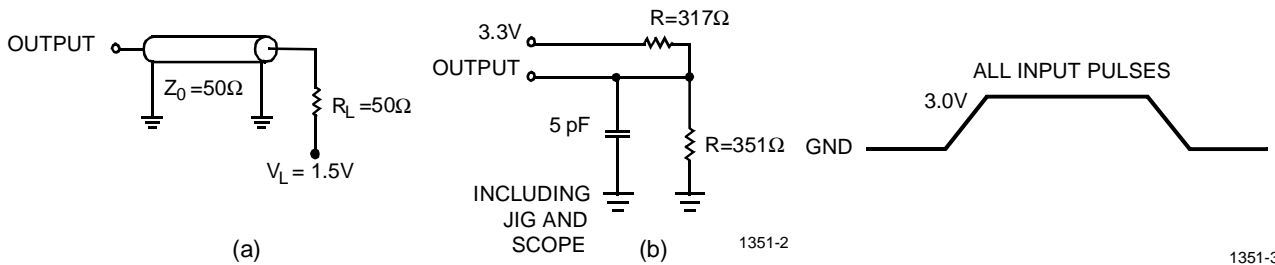 OUTPUT
Z0=50Ω
RL=50Ω
VL= 1.5V
(a)
R=317Ω
3.3V
OUTPUT
5 pF
R=351Ω
INCLUDING
JIG AND
SCOPE
(b)
1351-2
ALL INPUT PULSES
3.0V
GND
1351-3